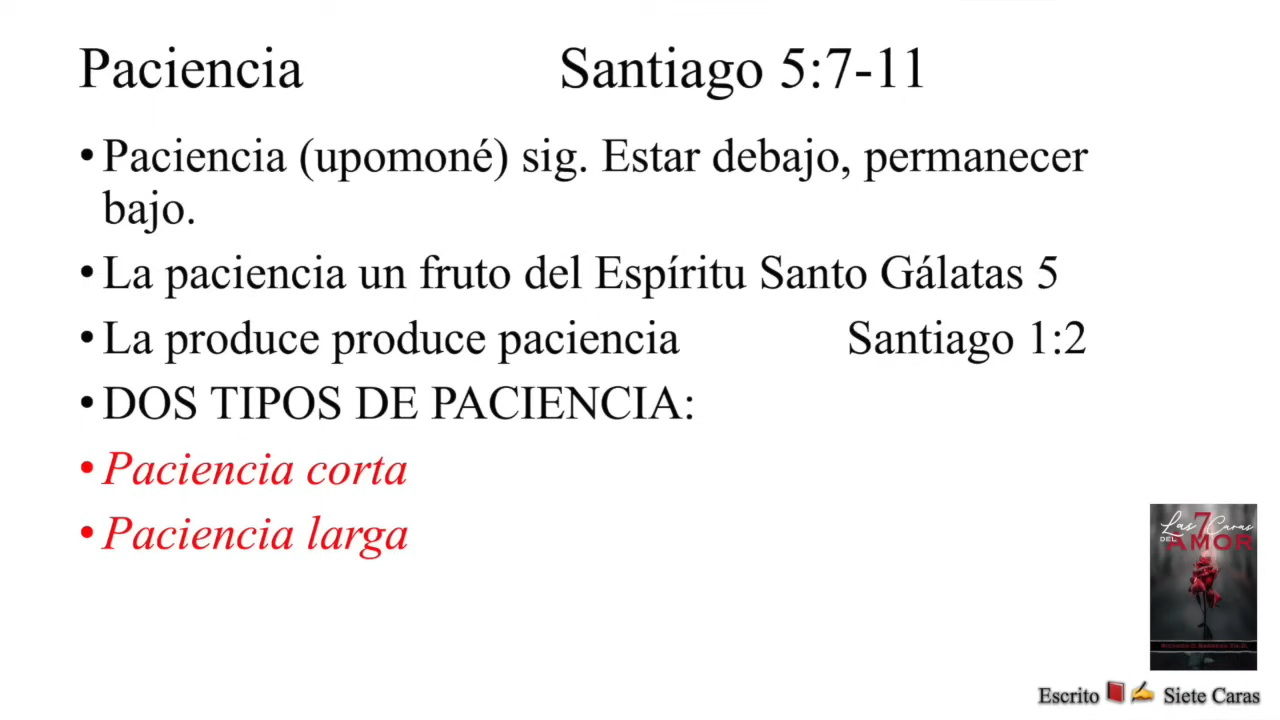 Paciencia Santiago 5:7-11
• Paciencia (upomoné) sig. Estar debajo, permanecer
bajo.
• La paciencia un fruto del Espíritu Santo Gálatas 5
• La produce produce paciencia Santiago 1:2
• DOS TIPOS DE PACIENCIA:
• Paciencia corta
• Paciencia larga
Las 7 Caras
DEL AMOR
Escrito 📕 ✍️ Siete Caras